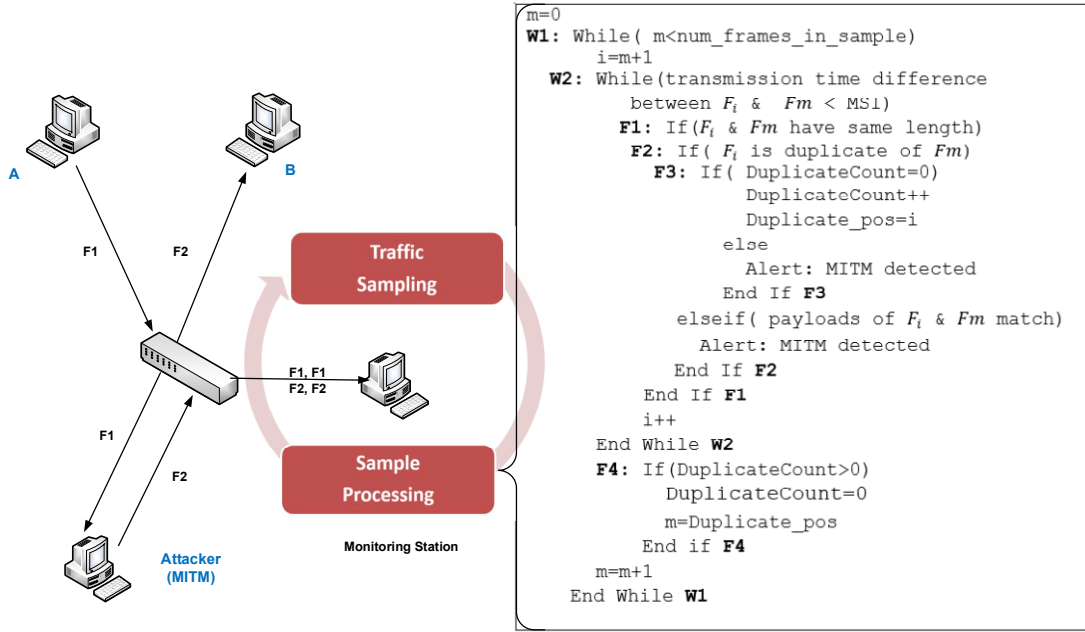 A
B
F1
F2
Traffic
Sampling
F1, F1
F2, F2
F1
F2
Sample
Processing
Attacker
(MITM)
Monitoring Station
m=0
W1: While( m<num_frames_in_sample)
i=m+1
W2: While(transmission time difference
between Fi & Fm < MSI)
F1: If(Fi & Fm have same length)
F2: If( Fi is duplicate of Fm)
F3: If( DuplicateCount=0)
DuplicateCount++
Duplicate_pos=i
else
Alert: MITM detected
End If F3
elseif( payloads of Fi & Fm match)
Alert: MITM detected
End If F2
End If F1
i++
End While W2
F4: If(DuplicateCount>0)
DuplicateCount=0
m=Duplicate_pos
End if F4
m=m+1
End While W1